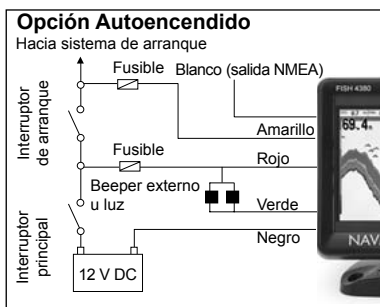 Opción Autoencendido
Hacia sistema de arranque
Fusible
Blanco (salida NMEA)
FISH 4380
Interruptor
de arranque
Amarillo
69.4
Fusible
Rojo
Beeper externo
u luz
Verde
Negro
Interruptor
principal
12 V DC
NAV